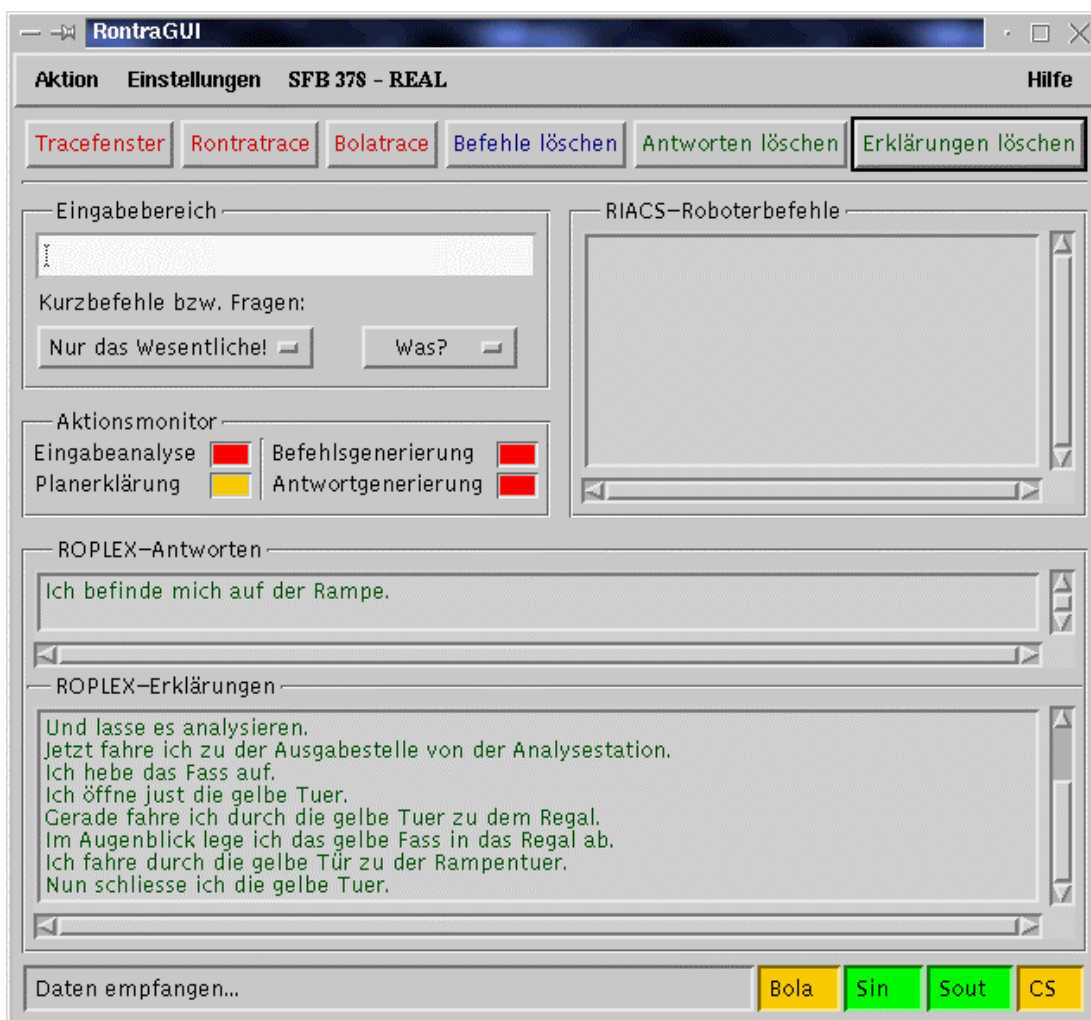 RontraGUI
Aktion Einstellungen SFB 378 – REAL Hilfe
Tracefenster Rontratrace Bolatrace Befehle löschen Antworten löschen Erklärungen löschen
Eingabebereich
Kurzbefehle bzw. Fragen:
Nur das Wesentliche! Was?
RIACS–Roboterbefehle
Aktionsmonitor
Eingabeanalyse Befehlsgenerierung
Planerklärung Antwortgenerierung
ROPLEX–Antworten
Ich befinde mich auf der Rampe.
ROPLEX–Erklärungen
Und lasse es analysieren.
Jetzt fahre ich zu der Ausgabestelle von der Analysestation.
Ich hebe das Fass auf.
Ich öffne just die gelbe Tuer.
Gerade fahre ich durch die gelbe Tuer zu dem Regal.
Im Augenblick lege ich das gelbe Fass in das Regal ab.
Ich fahre durch die gelbe Tür zu der Rampentuer.
Nun schliesse ich die gelbe Tuer.
Daten empfangen... Bola Sin Sout CS